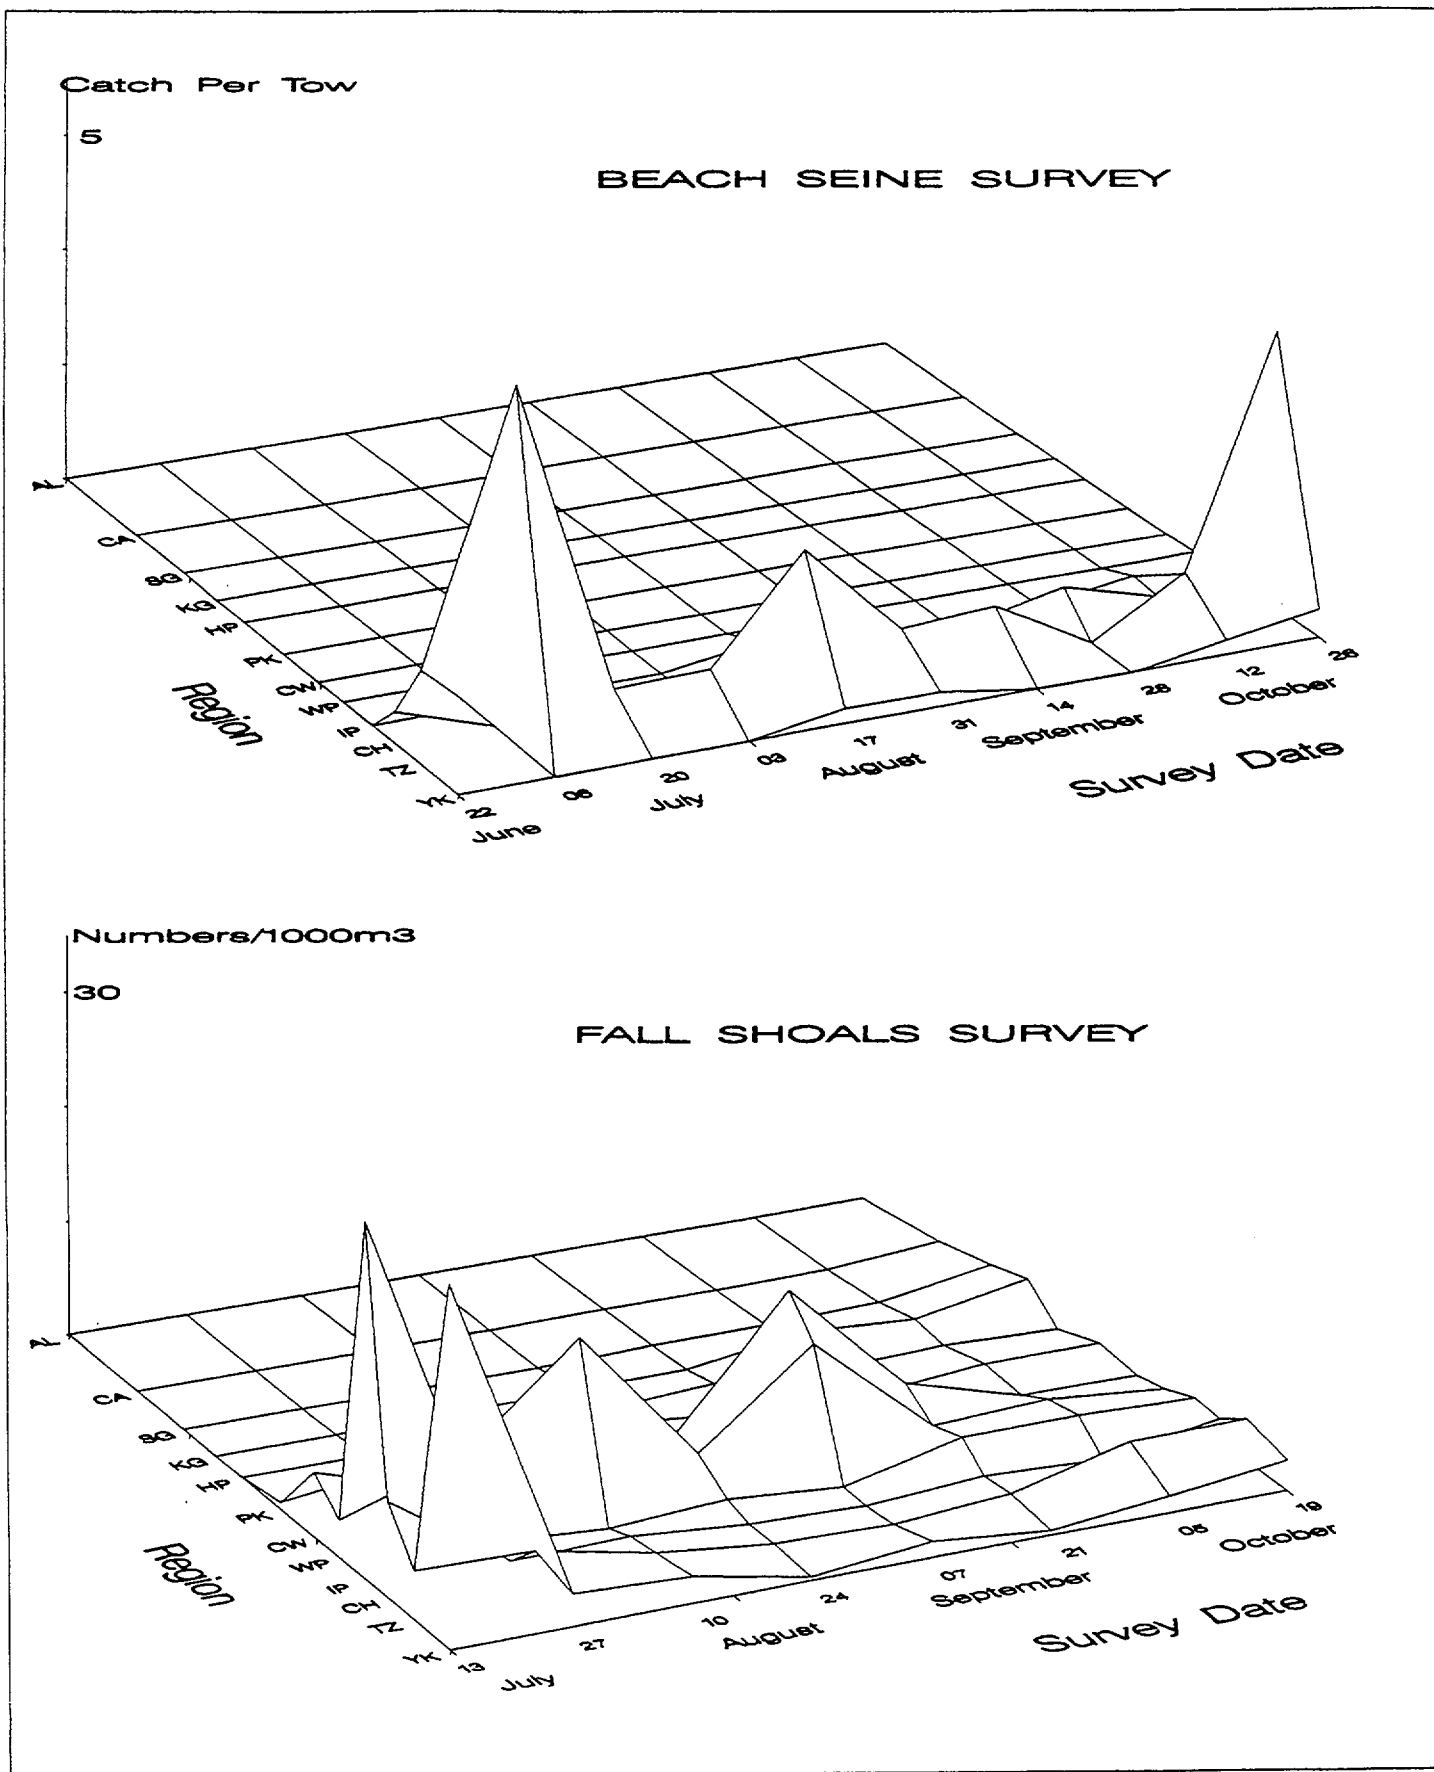 Catch Per Tow
5
BEACH SEINE SURVEY
AL
CA
SG
KG
HP
PK
CW
WP
IP
CH
TZ
YK
Region
22
06
20
03
17
31
14
28
12
26
June
July
August
September
October
Survey Date
Numbers/1000m3
30
FALL SHOALS SURVEY
AL
CA
SG
KG
HP
PK
CW
WP
IP
CH
TZ
YK
Region
13
27
10
24
07
21
05
19
July
August
September
October
Survey Date